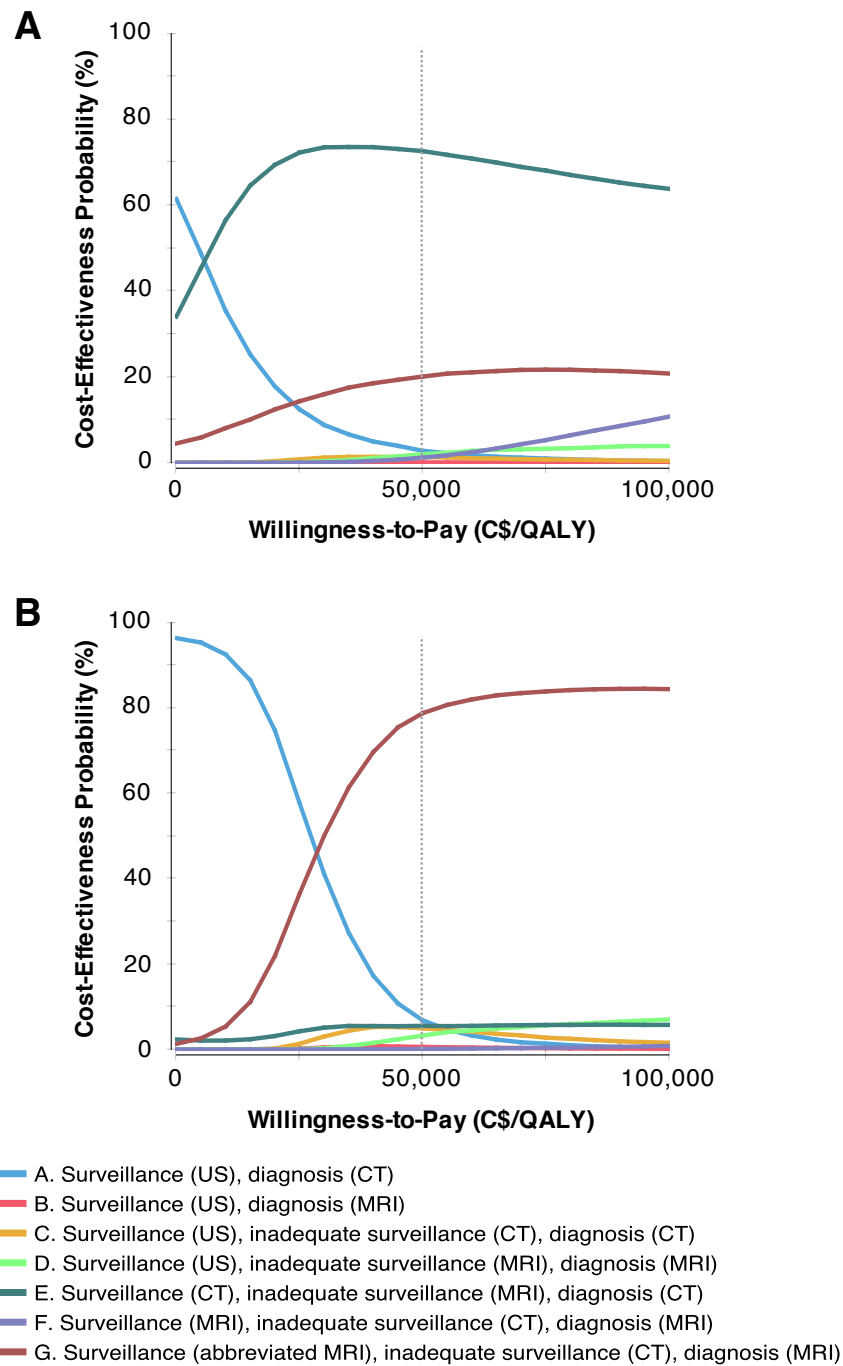 A
100
80
60
40
20
0
Cost-Effectiveness Probability (%)
0 50,000 100,000
Willingness-to-Pay (C$/QALY)
B
100
80
60
40
20
0
Cost-Effectiveness Probability (%)
0 50,000 100,000
Willingness-to-Pay (C$/QALY)
A. Surveillance (US), diagnosis (CT)
B. Surveillance (US), diagnosis (MRI)
C. Surveillance (US), inadequate surveillance (CT), diagnosis (CT)
D. Surveillance (US), inadequate surveillance (MRI), diagnosis (MRI)
E. Surveillance (CT), inadequate surveillance (MRI), diagnosis (CT)
F. Surveillance (MRI), inadequate surveillance (CT), diagnosis (MRI)
G. Surveillance (abbreviated MRI), inadequate surveillance (CT), diagnosis (MRI)